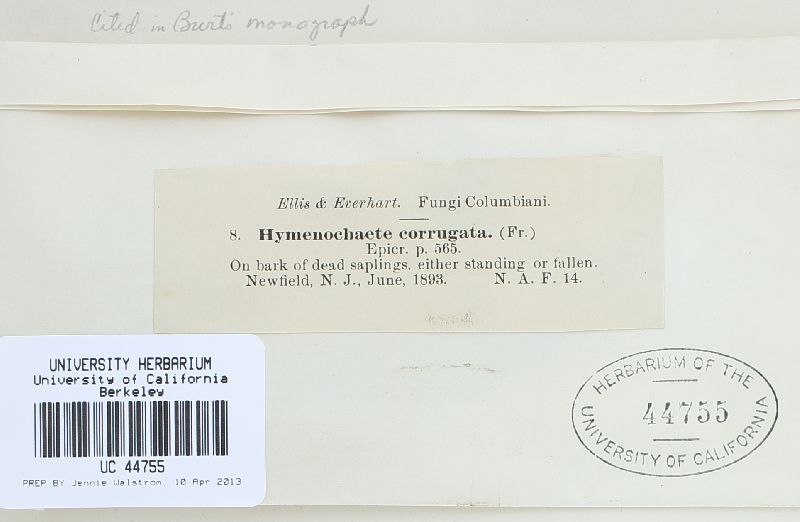 Cited in Burt's monograph
Ellis & Everhart. Fungi Columbiani.
8. Hymenochaete corrugata. (Fr.)
Epicr. p. 565.
On bark of dead saplings, either standing or fallen.
Newfield, N. J., June, 1893. N. A. F. 14.
UNIVERSITY HERBARIUM
University of California
Berkeley
UC 44755
PREP BY Jennie Walstrom 10 Apr 2013
HERBARIUM OF THE
44755
UNIVERSITY OF CALIFORNIA